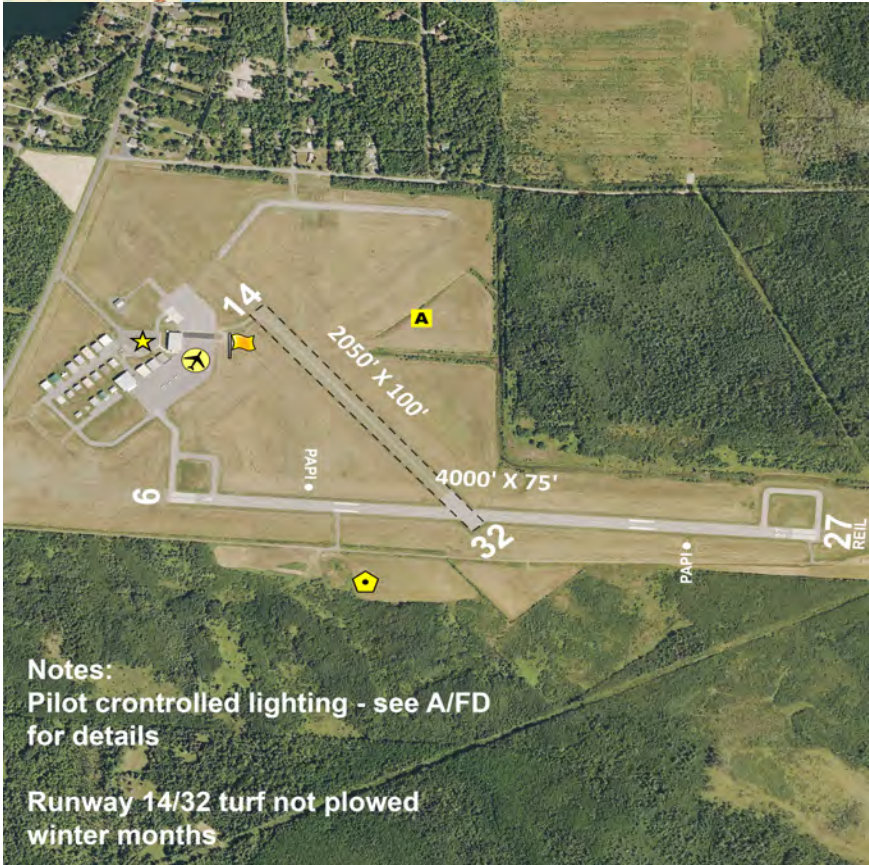 14
A
2050' X 100'
PAPI
4000' X 75'
9
32
27
REIL
PAPI
Notes:
Pilot crontrolled lighting - see A/FD
for details
Runway 14/32 turf not plowed
winter months